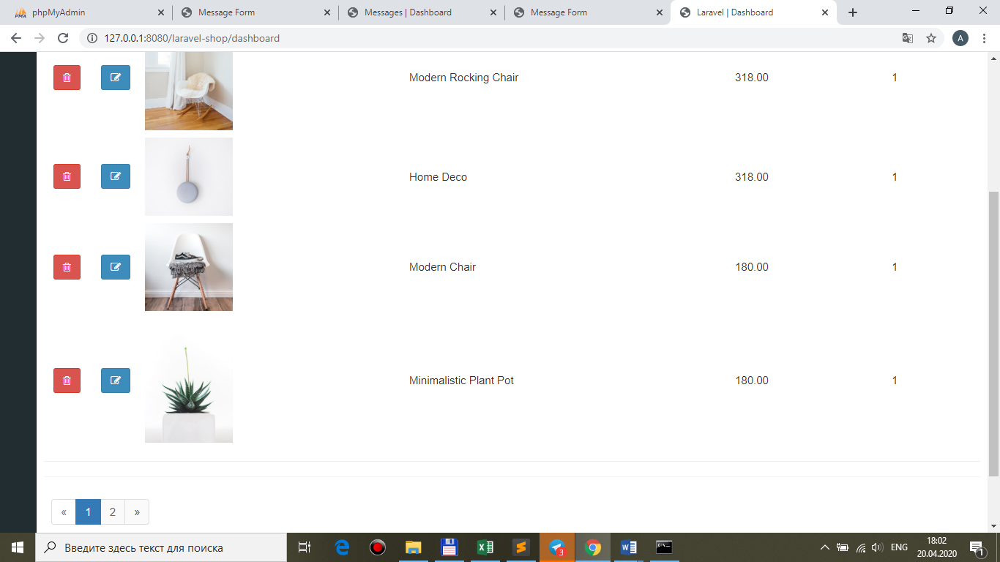 phpMyAdmin
Message Form
Messages | Dashboard
Message Form
Laravel | Dashboard
127.0.0.1:8080/laravel-shop/dashboard
A
Modern Rocking Chair 318.00 1
Home Deco 318.00 1
Modern Chair 180.00 1
Minimalistic Plant Pot 180.00 1
« 1 2 »
Введите здесь текст для поиска
3
ENG
18:02
20.04.2020
1